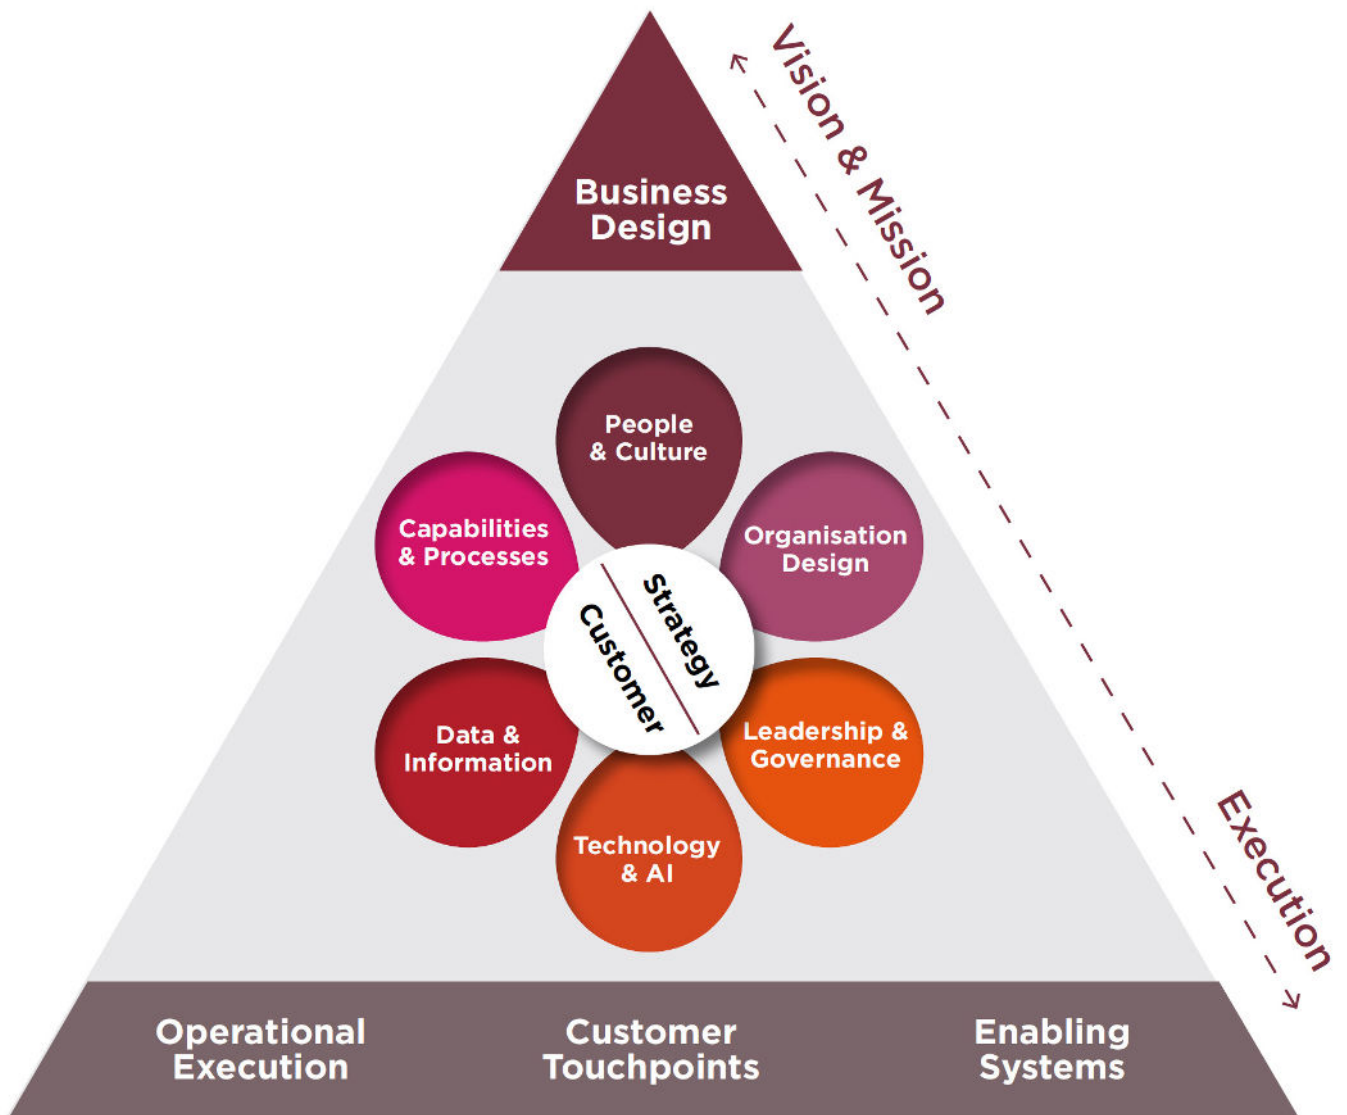 Business
Design
Vision & Mission
People
& Culture
Capabilities
& Processes
Organisation
Design
Strategy
Customer
Data &
Information
Leadership &
Governance
Technology
& AI
Execution
Operational
Execution
Customer
Touchpoints
Enabling
Systems